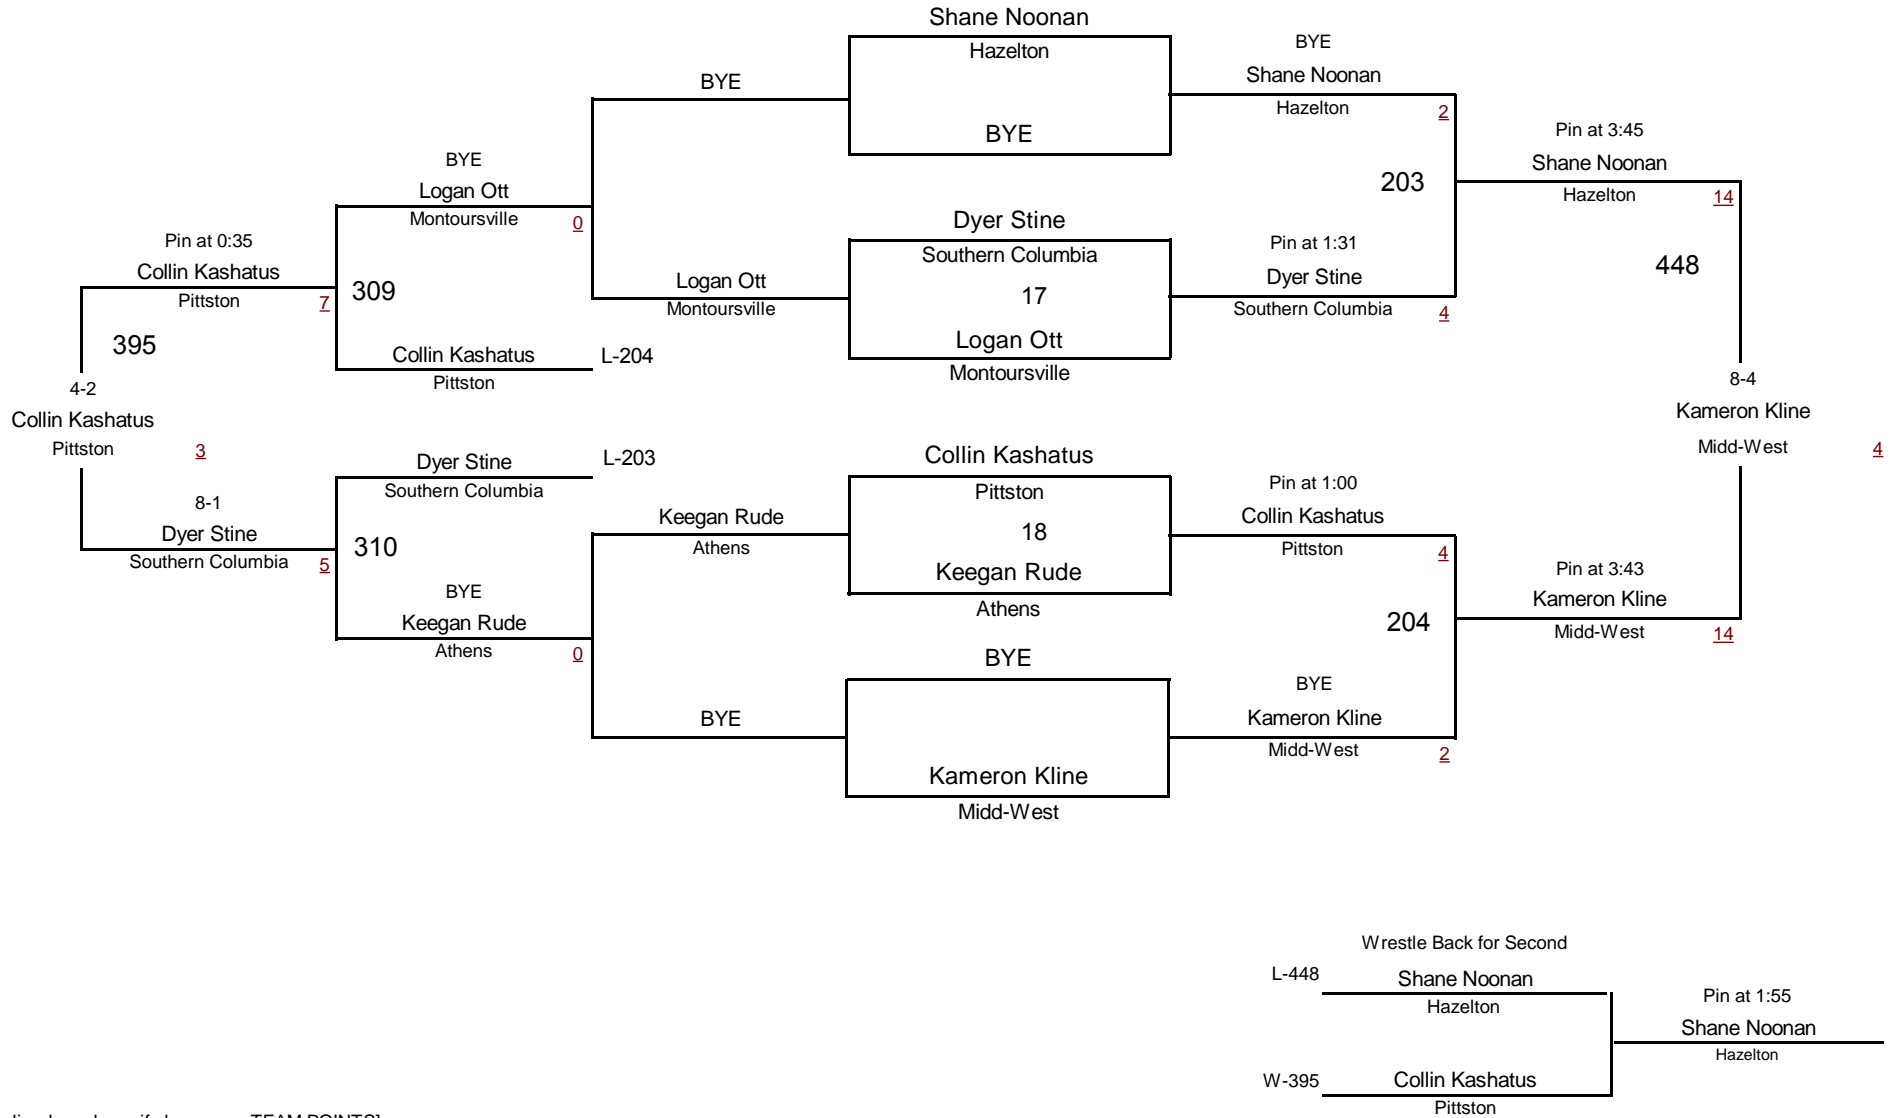 Shane Noonan
Hazelton
BYE
BYE
Shane Noonan
Hazelton
2
BYE
BYE
Logan Ott
Montoursville
0
Pin at 3:45
Shane Noonan
Hazelton
14
203
Dyer Stine
Southern Columbia
17
Logan Ott
Montoursville
Pin at 1:31
Dyer Stine
Southern Columbia
4
Pin at 0:35
Collin Kashatus
Pittston
7
309
Logan Ott
Montoursville
448
395
Collin Kashatus
Pittston
L-204
4-2
Collin Kashatus
Pittston
3
8-4
Kameron Kline
Midd-West
4
Dyer Stine
Southern Columbia
L-203
Collin Kashatus
Pittston
18
Keegan Rude
Athens
Pin at 1:00
Collin Kashatus
Pittston
4
8-1
Dyer Stine
Southern Columbia
5
310
Keegan Rude
Athens
BYE
Keegan Rude
Athens
0
Pin at 3:43
Kameron Kline
Midd-West
14
204
BYE
BYE
Kameron Kline
Midd-West
BYE
Kameron Kline
Midd-West
2
Wrestle Back for Second
L-448
Shane Noonan
Hazelton
Pin at 1:55
Shane Noonan
Hazelton
W-395
Collin Kashatus
Pittston